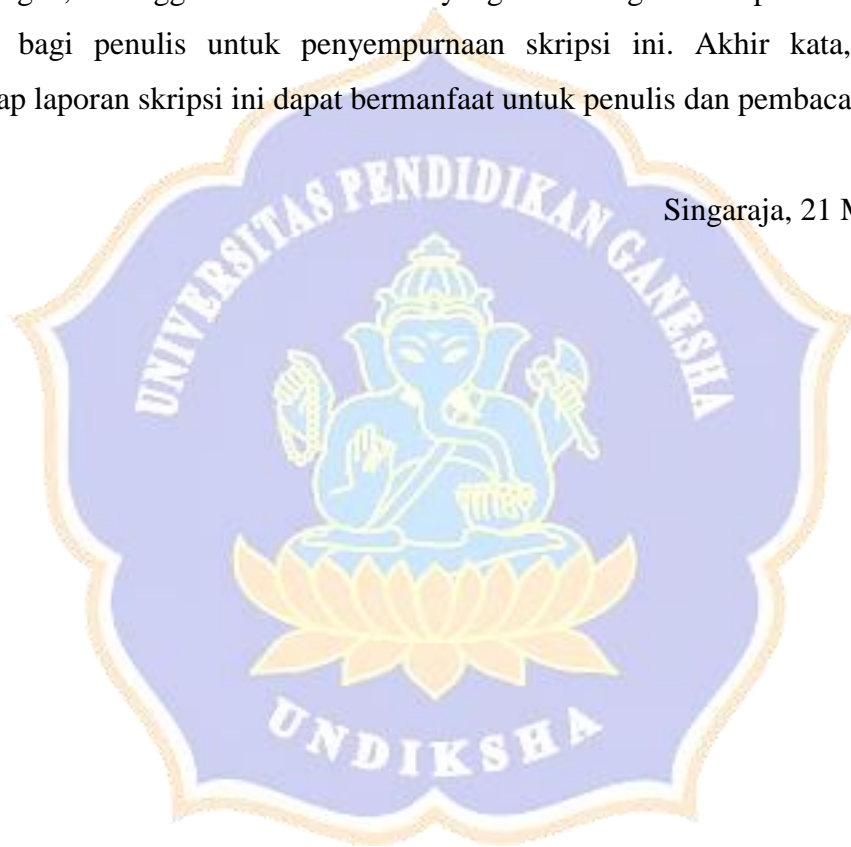 bagi penulis untuk penyempurnaan skripsi ini. Akhir kata,
laporan skripsi ini dapat bermanfaat untuk penulis dan pembaca
Singaraja, 21
UNIVERSITAS PENDIDIKAN GANESHA
UNDIKSHA